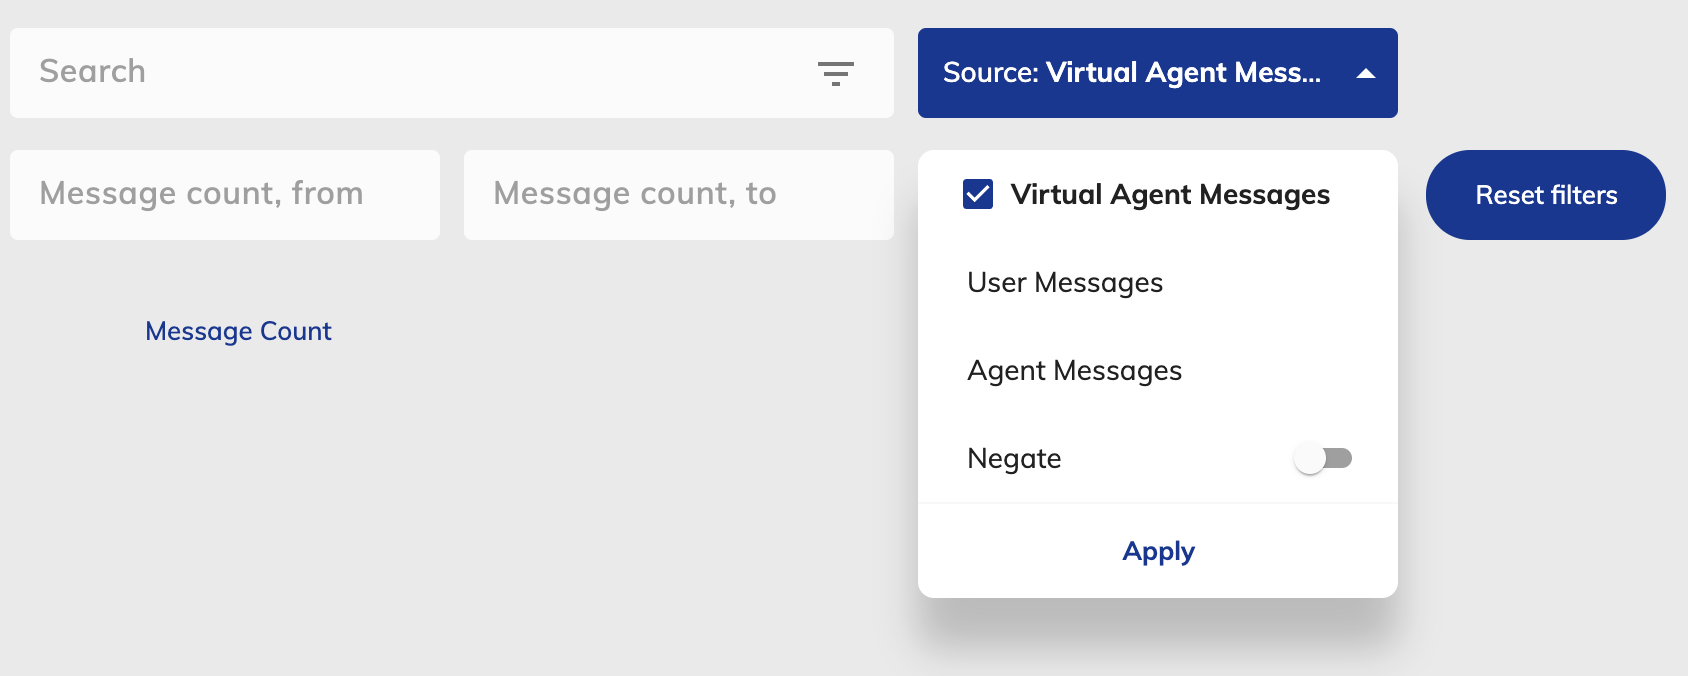 Search
Source: Virtual Agent Mess...
Message count, from
Message count, to
Virtual Agent Messages
Reset filters
User Messages
Message Count
Agent Messages
Negate
Apply